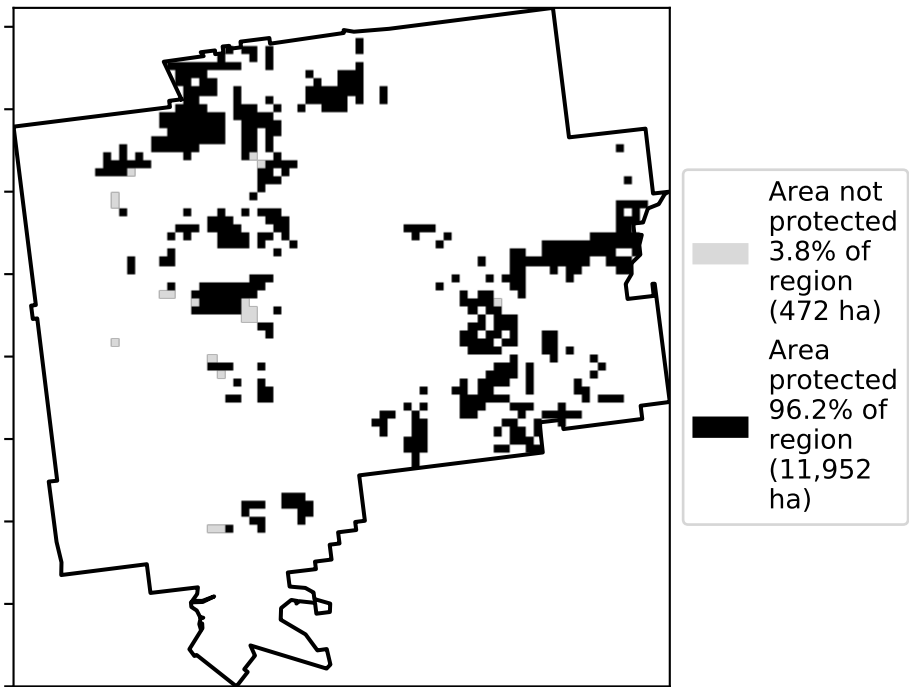 Area not
protected
3.8% of
region
(472 ha)
Area
protected
96.2% of
region
(11,952
ha)